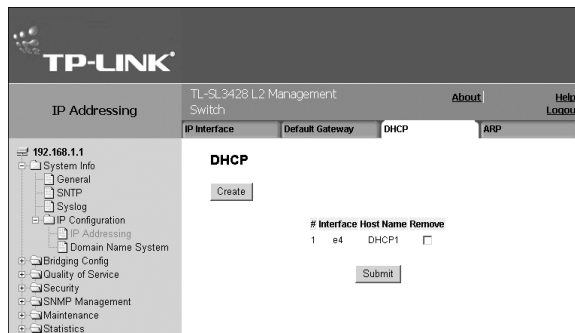 TP-LINK
IP Addressing
TL-SL3428 L2 Management
Switch
About
Help
Logou
IP Interface
Default Gateway
DHCP
ARP
192.168.1.1
System Info
General
SNTP
Syslog
IP Configuration
IP Addressing
Domain Name System
Bridging Config
Quality of Service
Security
SNMP Management
Maintenance
Statistics
DHCP
Create
# Interface Host Name Remove
1 e4 DHCP1
Submit